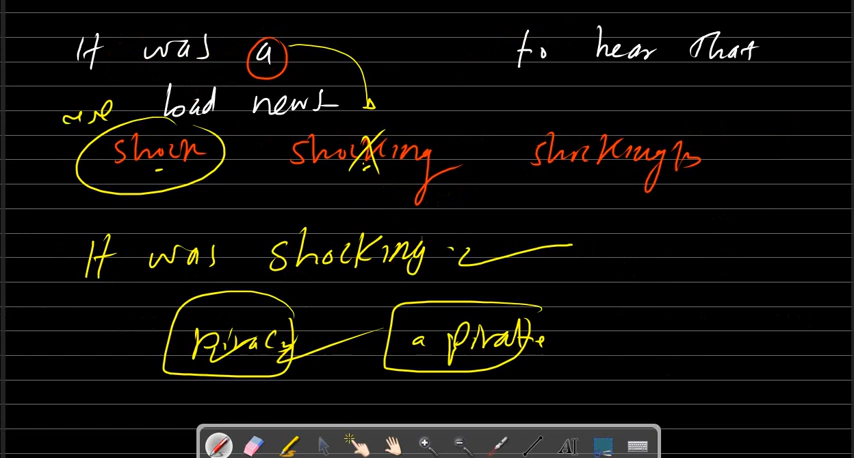 It was a to hear that
bad news
shock shocking shockingly
It was shocking
piracy a pirate